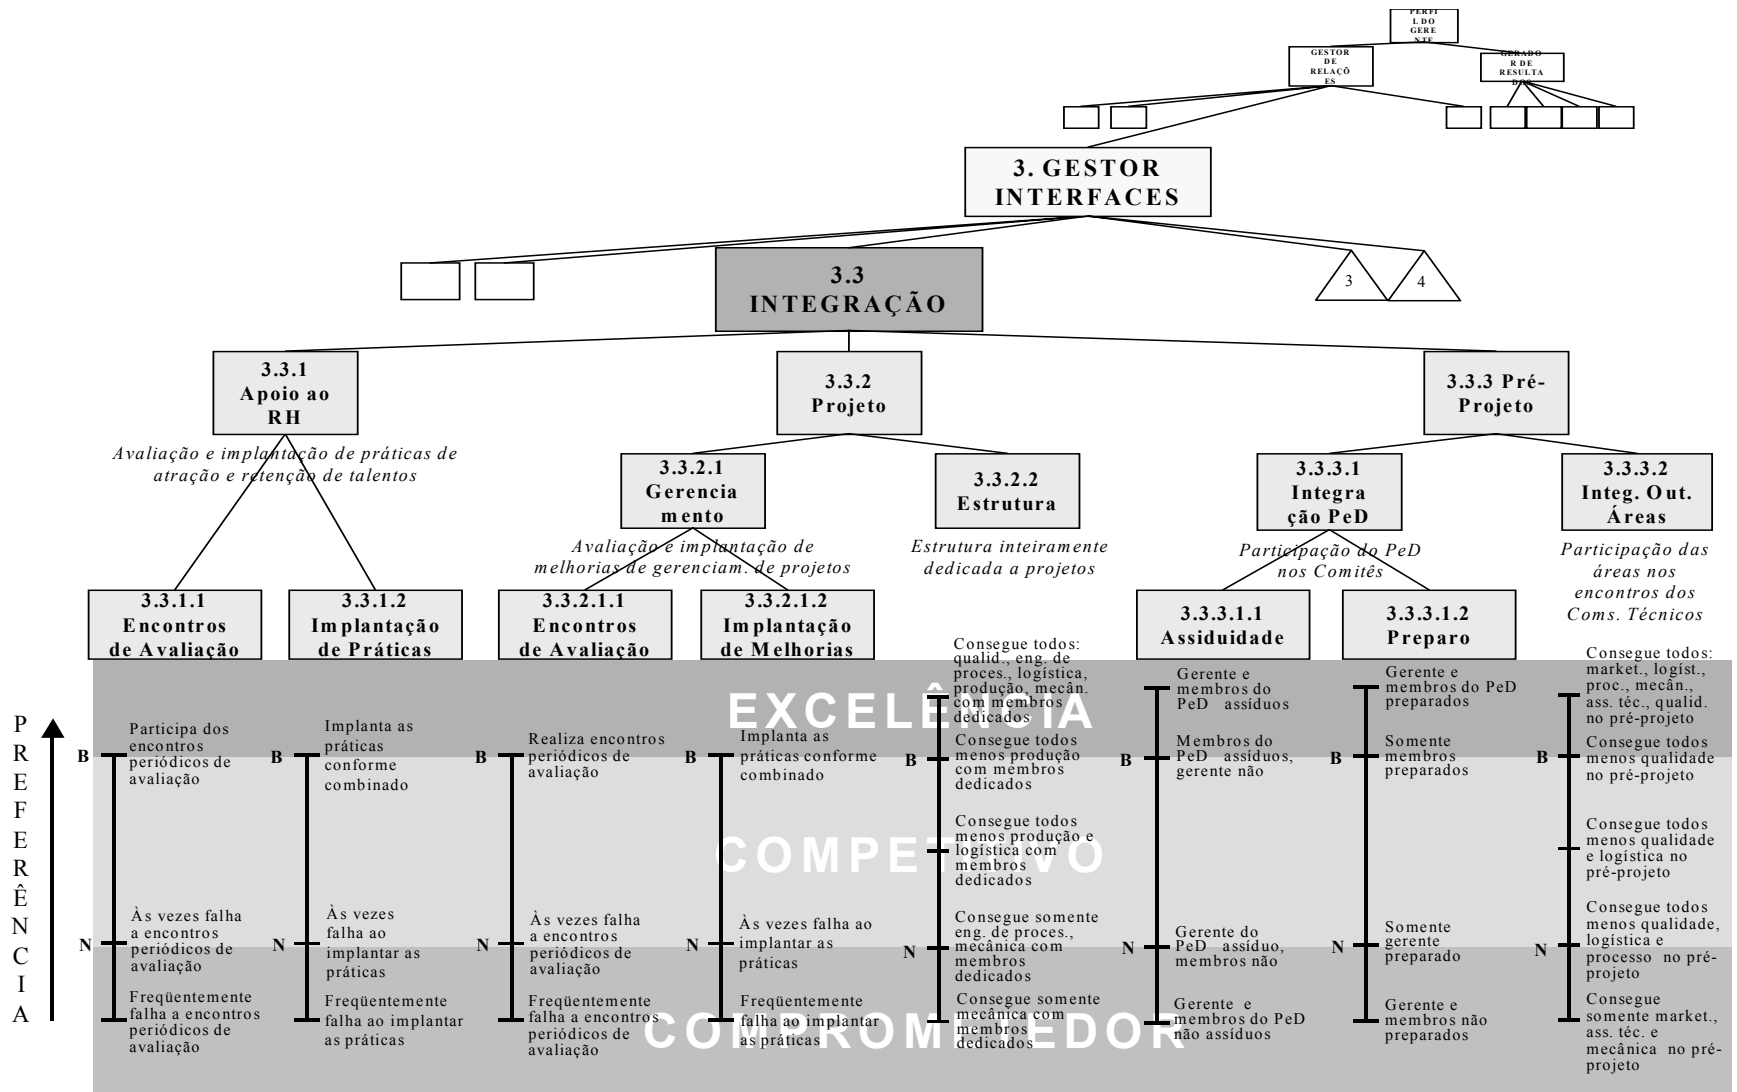 PERFI
L DO
GERE
NTE
GESTOR
DE
RELAÇÕ
ES
GERADO
R DE
RESULTA
DOS
3. GESTOR
INTERFACES
3.3
INTEGRAÇÃO
3
4
3.3.1
Apoio ao
RH
3.3.2
Projeto
3.3.3 Pré-
Projeto
Avaliação e implantação de práticas de
atração e retenção de talentos
3.3.2.1
Gerencia
mento
3.3.2.2
Estrutura
3.3.3.1
Integra
ção PeD
3.3.3.2
Integ. Out.
Áreas
Avaliação e implantação de
melhorias de gerenciam. de projetos
Estrutura inteiramente
dedicada a projetos
Participação do PeD
nos Comitês
Participação das
áreas nos
encontros dos
Coms. Técnicos
3.3.1.1
Encontros
de Avaliação
3.3.1.2
Implantação
de Práticas
3.3.2.1.1
Encontros
de Avaliação
3.3.2.1.2
Implantação
de Melhorias
3.3.3.1.1
Assiduidade
3.3.3.1.2
Preparo
P
R
E
F
E
R
Ê
N
C
I
A
EXCELÊNCIA
COMPETITIVO
COMPROMETEDOR
B
Participa dos
encontros
periódicos de
avaliação
N
Às vezes falha
a encontros
periódicos de
avaliação
Freqüentemente
falha a encontros
periódicos de
avaliação
B
Implanta as
práticas
conforme
combinado
N
Às vezes
falha ao
implantar as
práticas
Freqüentemente
falha ao implantar
as práticas
B
Realiza encontros
periódicos de
avaliação
N
Às vezes falha
a encontros
periódicos de
avaliação
Freqüentemente
falha a encontros
periódicos de
avaliação
B
Implanta as
práticas conforme
combinado
N
Às vezes falha ao
implantar as
práticas
Freqüentemente
falha ao implantar
as práticas
Consegue todos:
qualid., eng. de
proces., logística,
produção, mecân.
com membros
dedicados
B
Consegue todos
menos produção
com membros
dedicados
Consegue todos
menos produção e
logística com
membros
dedicados
N
Consegue somente
eng. de proces.,
mecânica com
membros
dedicados
Consegue somente
mecânica com
membros
dedicados
Gerente e
membros do
PeD assíduos
B
Membros do
PeD assíduos,
gerente não
N
Gerente do
PeD assíduo,
membros não
Gerente e
membros do PeD
não assíduos
Gerente e
membros do PeD
preparados
B
Somente
membros
preparados
N
Somente
gerente
preparado
Gerente e
membros não
preparados
Consegue todos:
market., logíst.,
proc., mecân.,
ass. téc., qualid.
no pré-projeto
B
Consegue todos
menos qualidade
no pré-projeto
Consegue todos
menos qualidade
e logística no
pré-projeto
N
Consegue todos
menos qualidade,
logística e
processo no pré-
projeto
Consegue
somente market.,
ass. téc. e
mecânica no pré-
projeto